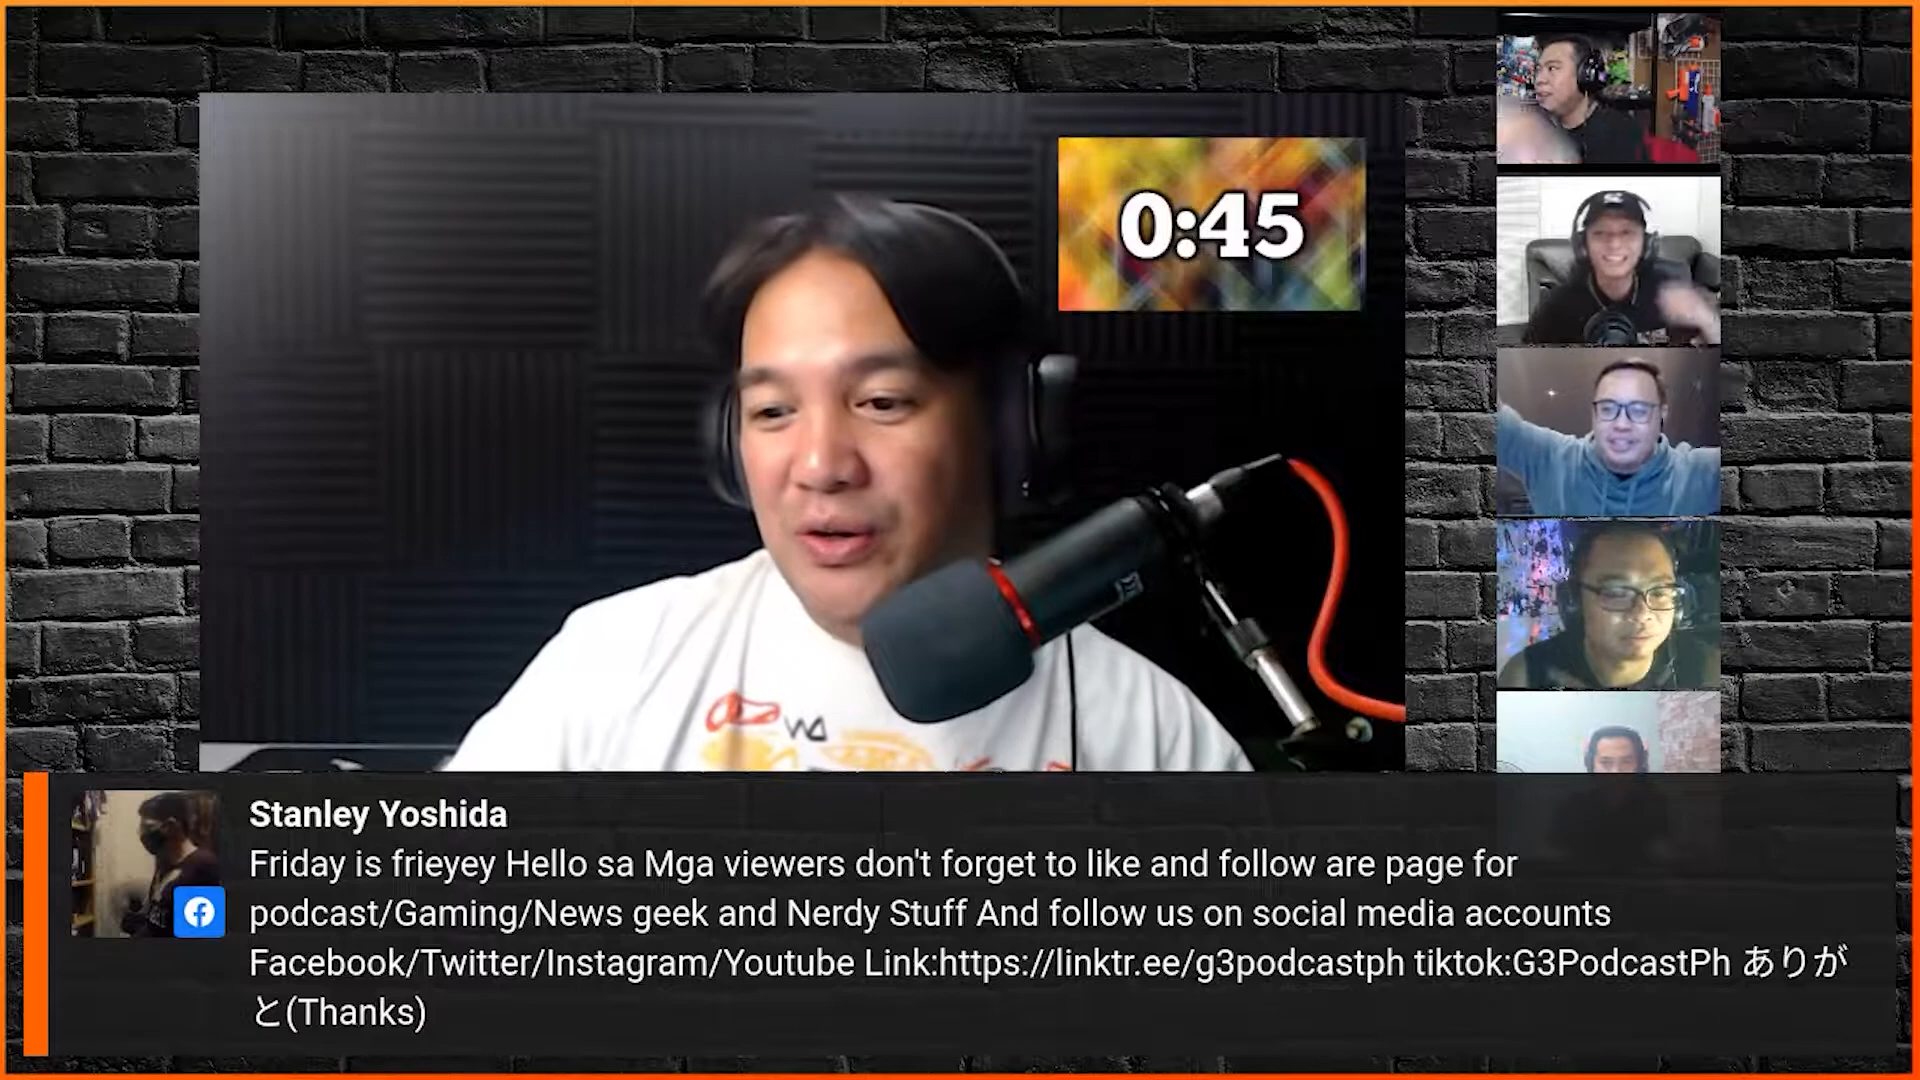 0:45
Stanley Yoshida
Friday is frieyey Hello sa Mga viewers don't forget to like and follow are page for
podcast/Gaming/News geek and Nerdy Stuff And follow us on social media accounts
Facebook/Twitter/Instagram/Youtube Link:https://linktr.ee/g3podcastph tiktok:G3PodcastPh ありが
と(Thanks)